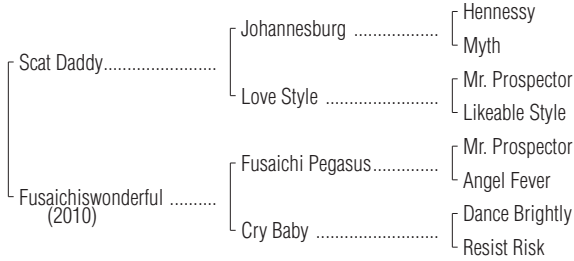 Hennessy
Johannesburg ..................
Myth
Scat Daddy........................
Mr. Prospector
Love Style ........................
Likeable Style
Mr. Prospector
Fusaichi Pegasus..............
Angel Fever
Fusaichiswonderful ..........
(2010)
Dance Brightly
Cry Baby ..........................
Resist Risk